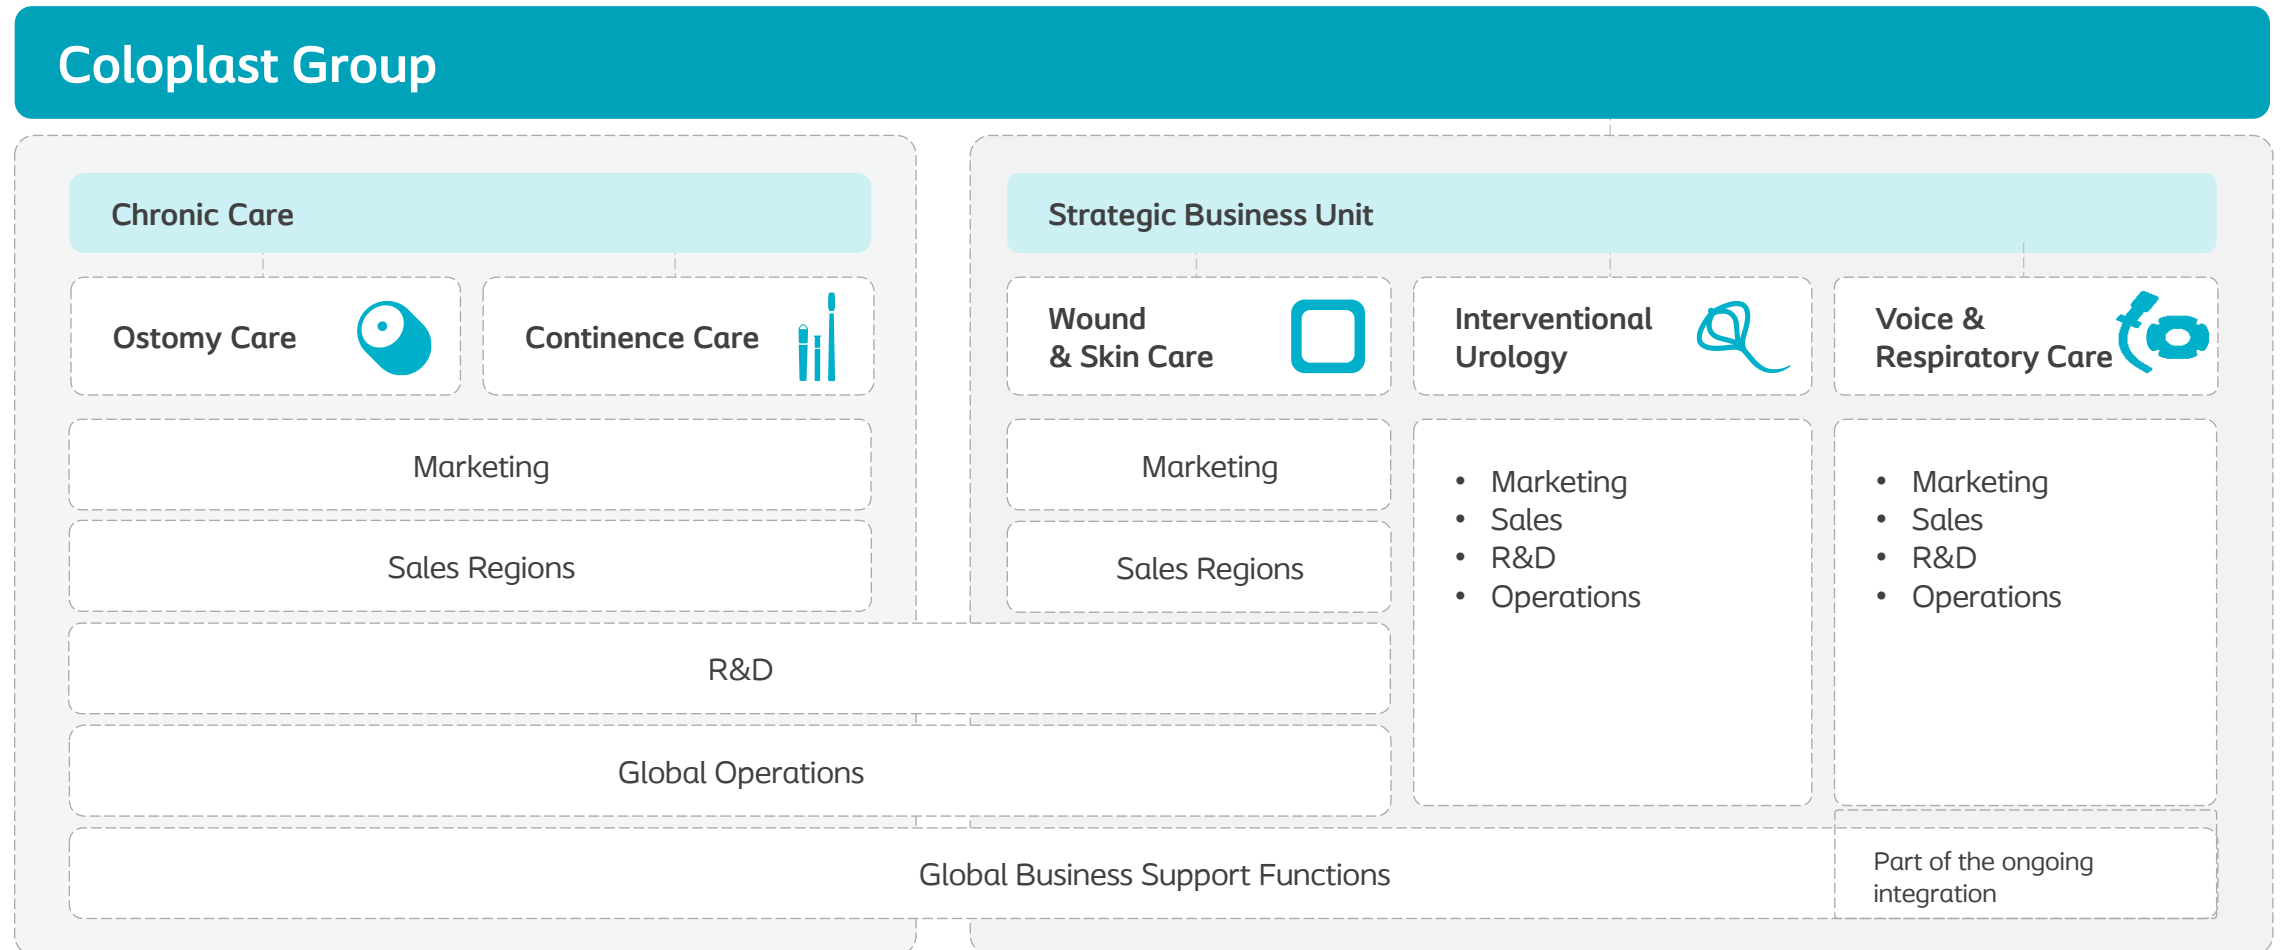 Coloplast Group
Chronic Care
Strategic Business Unit
Ostomy Care
Continence Care
Wound
& Skin Care
Interventional
Urology
Voice &
Respiratory Care
Marketing
Sales Regions
Marketing
Sales Regions
• Marketing
• Sales
• R&D
• Operations
• Marketing
• Sales
• R&D
• Operations
R&D
Global Operations
Global Business Support Functions
Part of the ongoing
integration